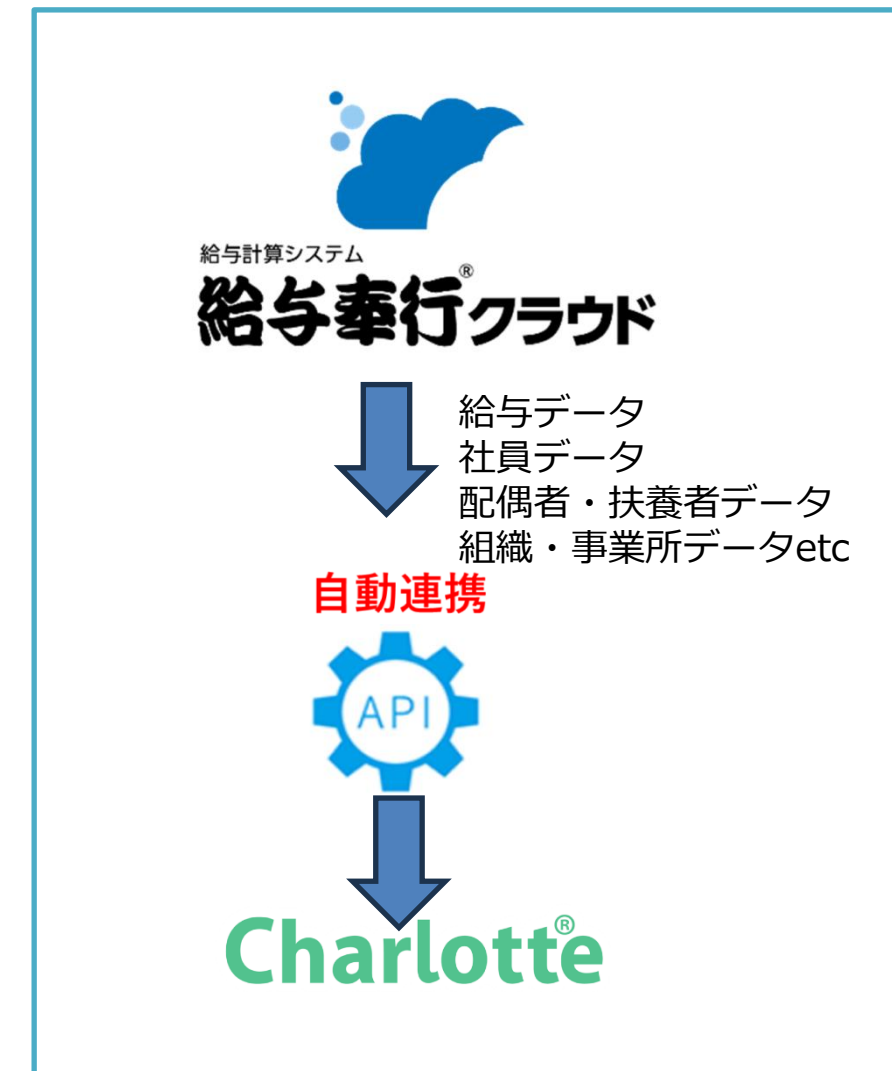 給与計算システム
給与奉行クラウド®
給与データ
社員データ
配偶者・扶養者データ
組織・事業所データetc
自動連携
API
Charlotte®